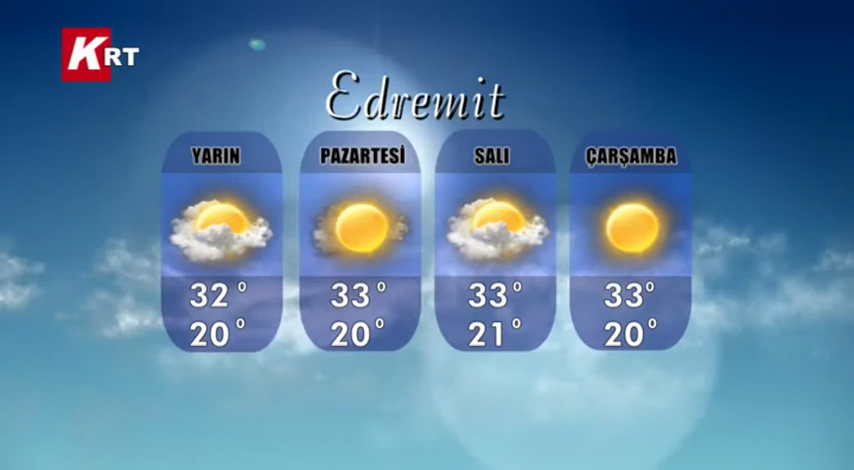 KRT
Edremit
YARIN PAZARTESİ SALI ÇARŞAMBA
32° 33° 33° 33°
20° 20° 21° 20°